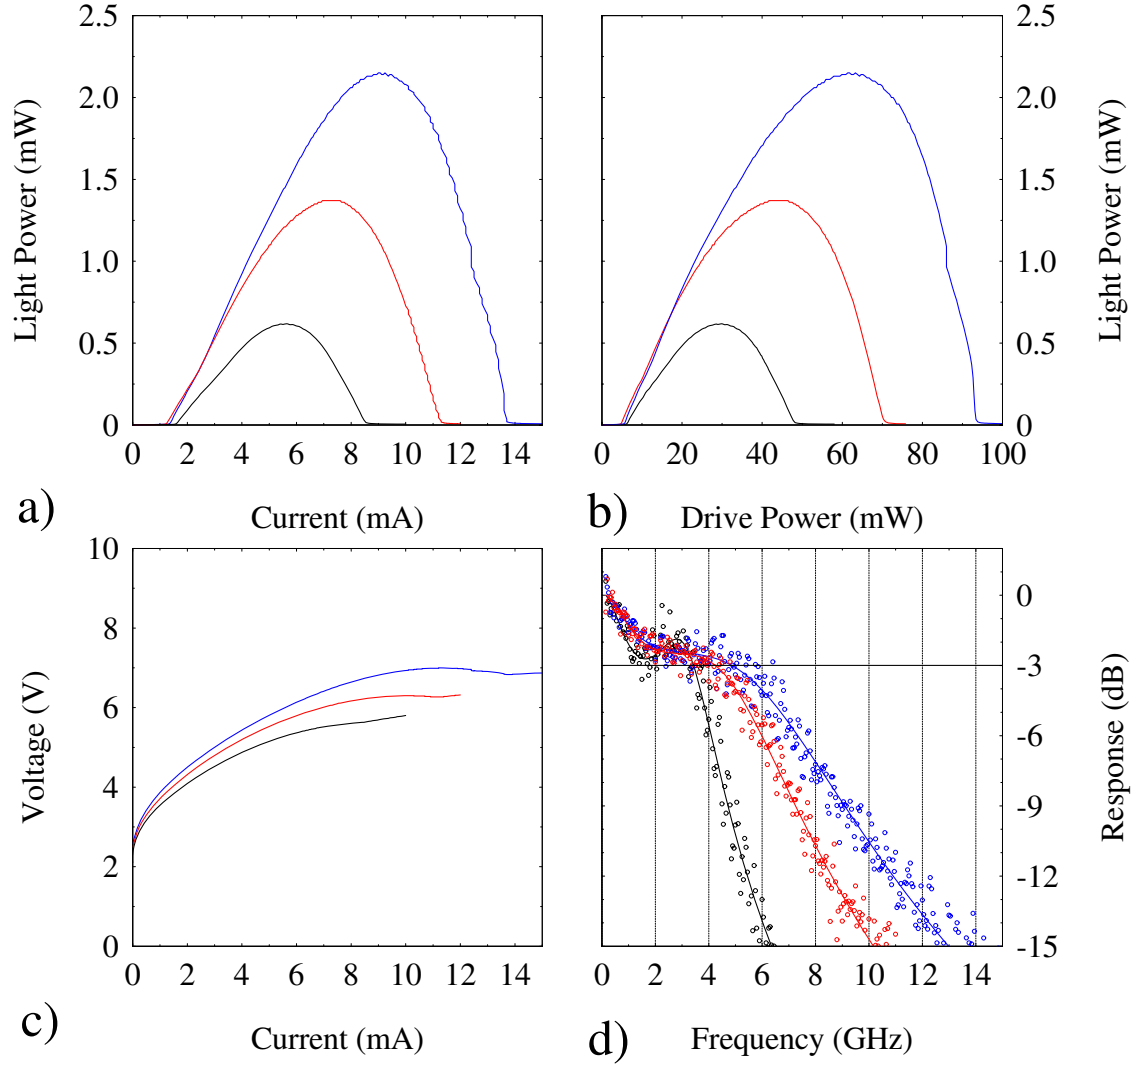 2.5
2.0
1.5
1.0
0.5
0
Light Power (mW)
0 2 4 6 8 10 12 14
a) Current (mA)
2.5
2.0
1.5
1.0
0.5
0
Light Power (mW)
0 20 40 60 80 100
b) Drive Power (mW)
10
8
6
4
2
0
Voltage (V)
0 2 4 6 8 10 12 14
c) Current (mA)
0
-3
-6
-9
-12
-15
Response (dB)
0 2 4 6 8 10 12 14
d) Frequency (GHz)